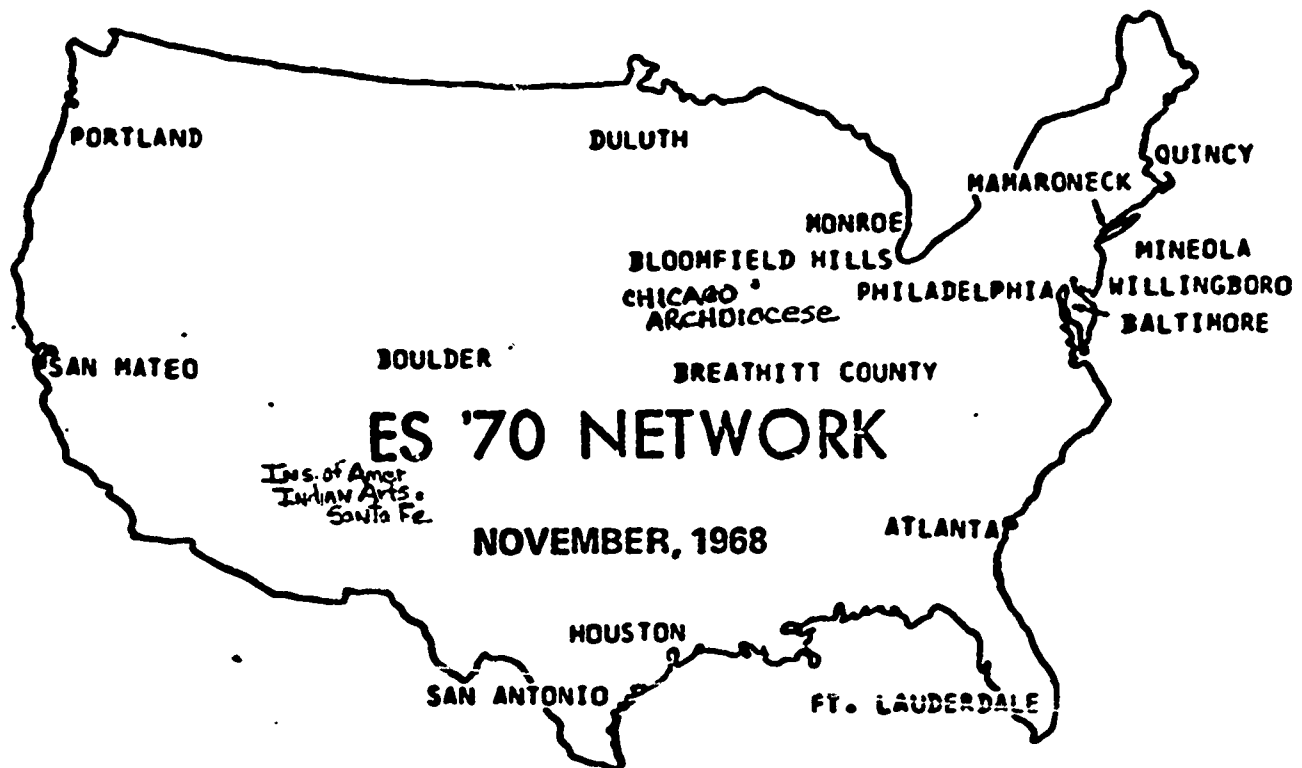 PORTLAND
DULUTH
QUINCY
MAMARONECK
MONROE
MINEOLA
BLOOMFIELD HILLS
CHICAGO
ARCHDIOCESE
PHILADELPHIA
WILLINGBORO
BALTIMORE
SAN MATEO
BOULDER
BREATHITT COUNTY
ES '70 NETWORK
Ins. of Amer
Indian Arts.
Santa Fe
NOVEMBER, 1968
ATLANTA
HOUSTON
SAN ANTONIO
FT. LAUDERDALE